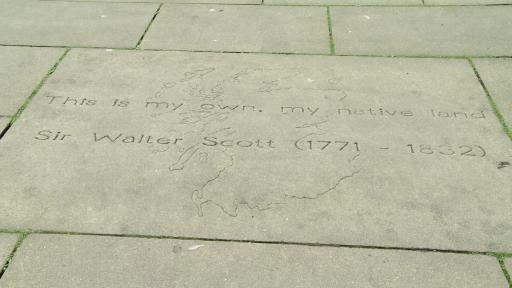 This is my own, my native land
Sir Walter Scott (1771 - 1832)